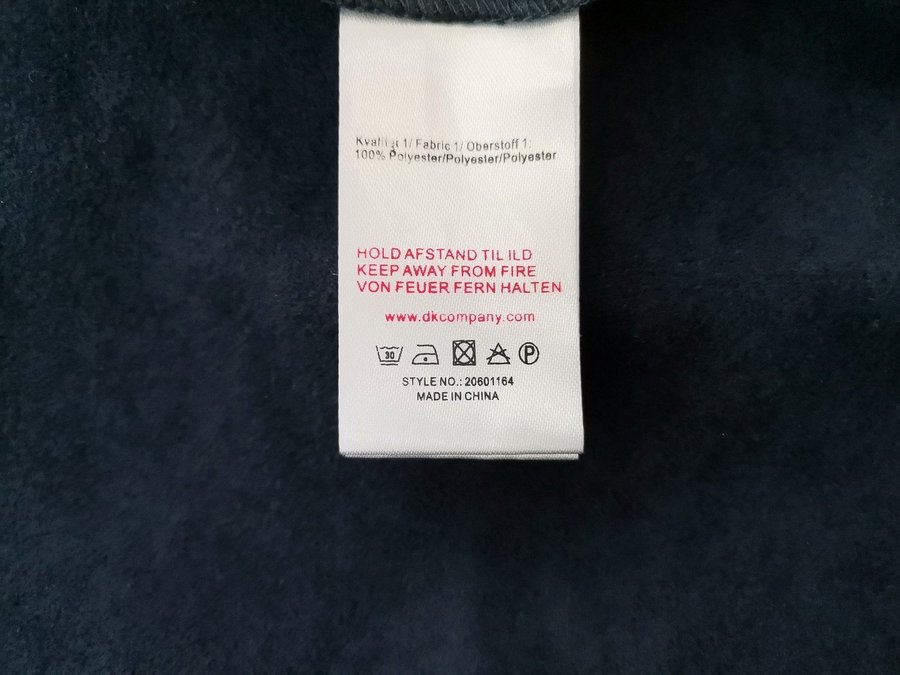 Kvalitet 1/ Fabric 1/ Oberstoff 1:
100% Polyester/Polyester/Polyester
HOLD AFSTAND TIL ILD
KEEP AWAY FROM FIRE
VON FEUER FERN HALTEN
www.dkcompany.com
30 P
STYLE NO.: 20601164
MADE IN CHINA